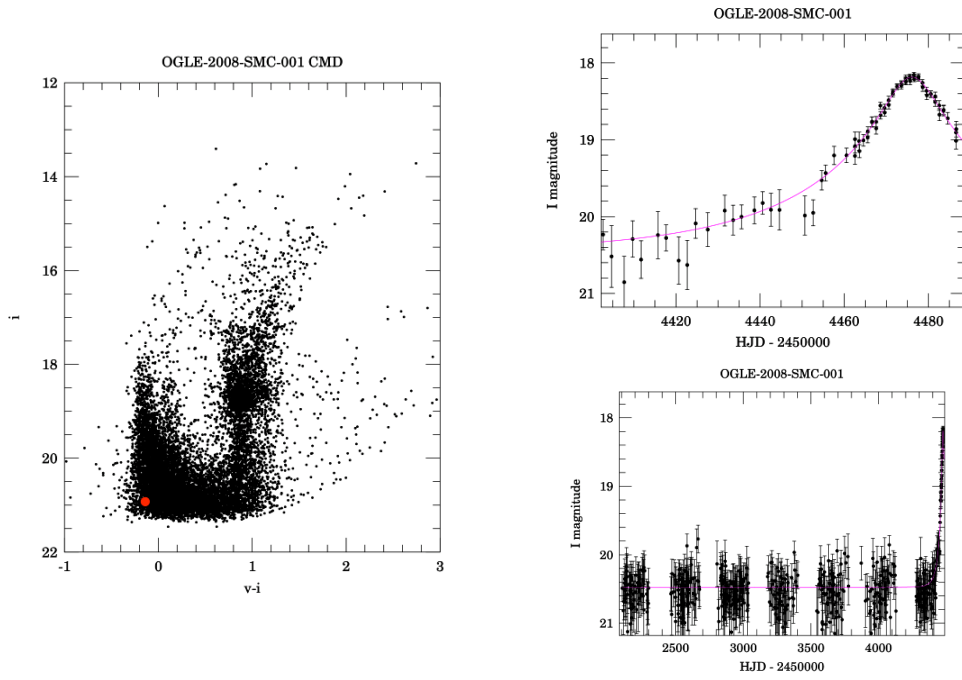 OGLE-2008-SMC-001 CMD
12
14
16
18
20
22
i
-1 0 1 2 3
v-i
OGLE-2008-SMC-001
18
19
20
21
I magnitude
4420 4440 4460 4480
HJD - 2450000
OGLE-2008-SMC-001
18
19
20
21
I magnitude
2500 3000 3500 4000
HJD - 2450000